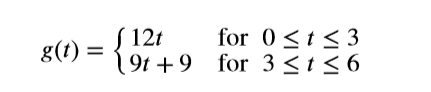 g(t) = { 12t for 0 ≤ t ≤ 3
9t + 9 for 3 ≤ t ≤ 6